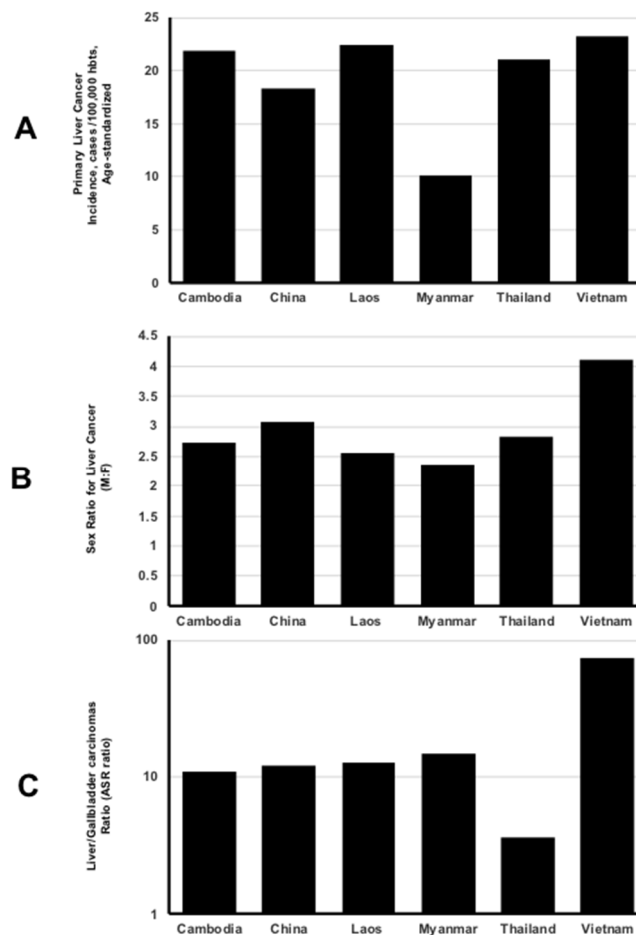 A
Primary Liver Cancer
Incidence, cases /100,000 hbts,
Age-standardized
25
20
15
10
5
0
Cambodia China Laos Myanmar Thailand Vietnam
B
Sex Ratio for Liver Cancer
(M:F)
4.5
4
3.5
3
2.5
2
1.5
1
0.5
0
Cambodia China Laos Myanmar Thailand Vietnam
C
Liver/Gallbladder carcinomas
Ratio (ASR ratio)
100
10
1
Cambodia China Laos Myanmar Thailand Vietnam